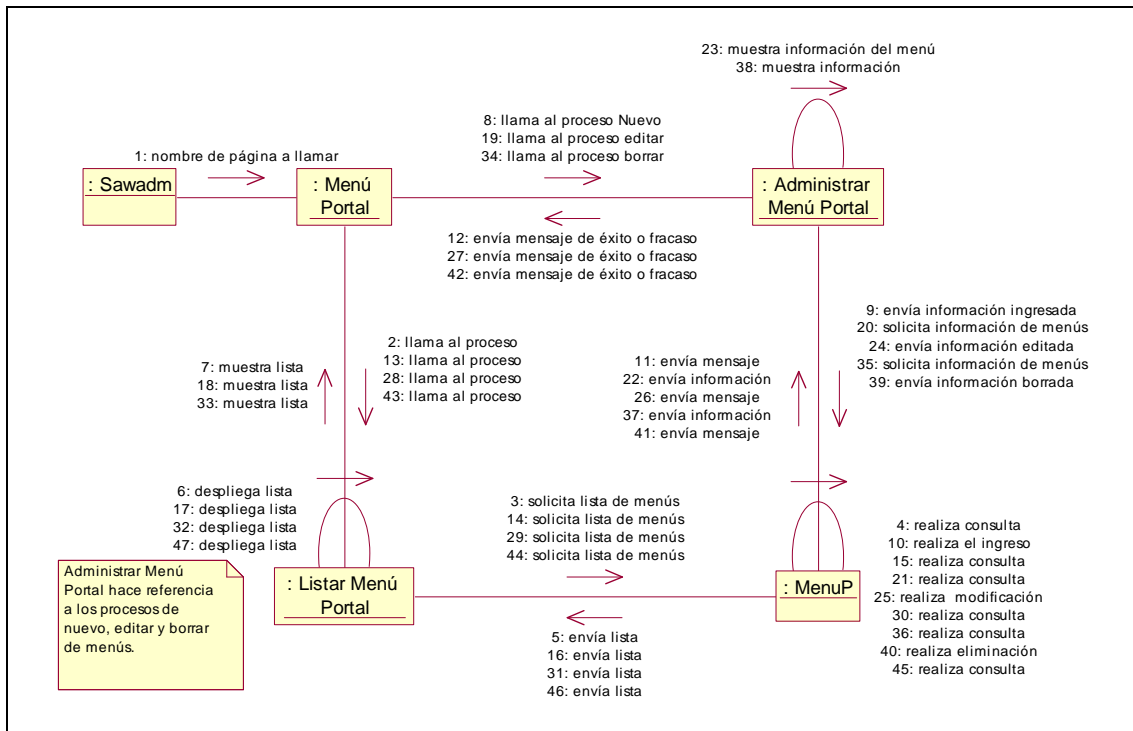 23: muestra información del menú
38: muestra información
8: llama al proceso Nuevo
19: llama al proceso editar
34: llama al proceso borrar
1: nombre de página a llamar
: Sawadm
: Menú
Portal
: Administrar
Menú Portal
12: envía mensaje de éxito o fracaso
27: envía mensaje de éxito o fracaso
42: envía mensaje de éxito o fracaso
9: envía información ingresada
20: solicita información de menús
24: envía información editada
35: solicita información de menús
39: envía información borrada
2: llama al proceso
13: llama al proceso
28: llama al proceso
43: llama al proceso
7: muestra lista
18: muestra lista
33: muestra lista
11: envía mensaje
22: envía información
26: envía mensaje
37: envía información
41: envía mensaje
6: despliega lista
17: despliega lista
32: despliega lista
47: despliega lista
3: solicita lista de menús
14: solicita lista de menús
29: solicita lista de menús
44: solicita lista de menús
4: realiza consulta
10: realiza el ingreso
15: realiza consulta
21: realiza consulta
25: realiza  modificación
30: realiza consulta
36: realiza consulta
40: realiza eliminación
45: realiza consulta
Administrar Menú
Portal hace referencia
a los procesos de
nuevo, editar y borrar
de menús.
: Listar Menú
Portal
: MenuP
5: envía lista
16: envía lista
31: envía lista
46: envía lista